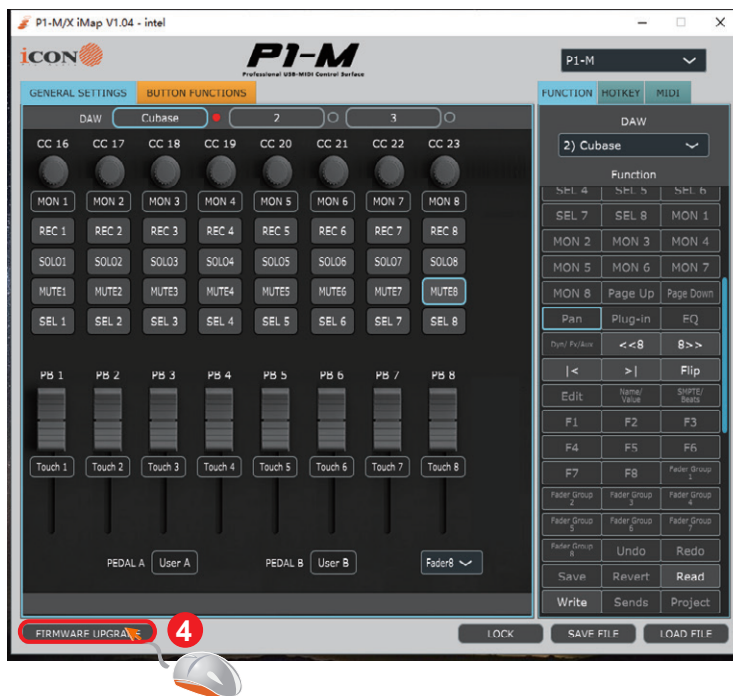 P1-M/X iMap V1.04 - intel
iCON
P1-M
Professional USB-MIDI Control Surface
P1-M
GENERAL SETTINGS BUTTON FUNCTIONS
FUNCTION HOTKEY MIDI
DAW Cubase 2 3
DAW
2) Cubase
Function
CC 16 CC 17 CC 18 CC 19 CC 20 CC 21 CC 22 CC 23
MON 1 MON 2 MON 3 MON 4 MON 5 MON 6 MON 7 MON 8
REC 1 REC 2 REC 3 REC 4 REC 5 REC 6 REC 7 REC 8
SOLO1 SOLO2 SOLO3 SOLO4 SOLO5 SOLO6 SOLO7 SOLO8
MUTE1 MUTE2 MUTE3 MUTE4 MUTE5 MUTE6 MUTE7 MUTE8
SEL 1 SEL 2 SEL 3 SEL 4 SEL 5 SEL 6 SEL 7 SEL 8
PB 1 PB 2 PB 3 PB 4 PB 5 PB 6 PB 7 PB 8
Touch 1 Touch 2 Touch 3 Touch 4 Touch 5 Touch 6 Touch 7 Touch 8
PEDAL A User A PEDAL B User B Fader8
SEL 4 SEL 5 SEL 6
SEL 7 SEL 8 MON 1
MON 2 MON 3 MON 4
MON 5 MON 6 MON 7
MON 8 Page Up Page Down
Pan Plug-in EQ
Dyn/ Fx/Aux <<8 8>>
|< >| Flip
Edit Name/ Value SMPTE/ Beats
F1 F2 F3
F4 F5 F6
F7 F8 Fader Group 1
Fader Group 2 Fader Group 3 Fader Group 4
Fader Group 5 Fader Group 6 Fader Group 7
Fader Group 8 Undo Redo
Save Revert Read
Write Sends Project
FIRMWARE UPGRADE 4 LOCK SAVE FILE LOAD FILE